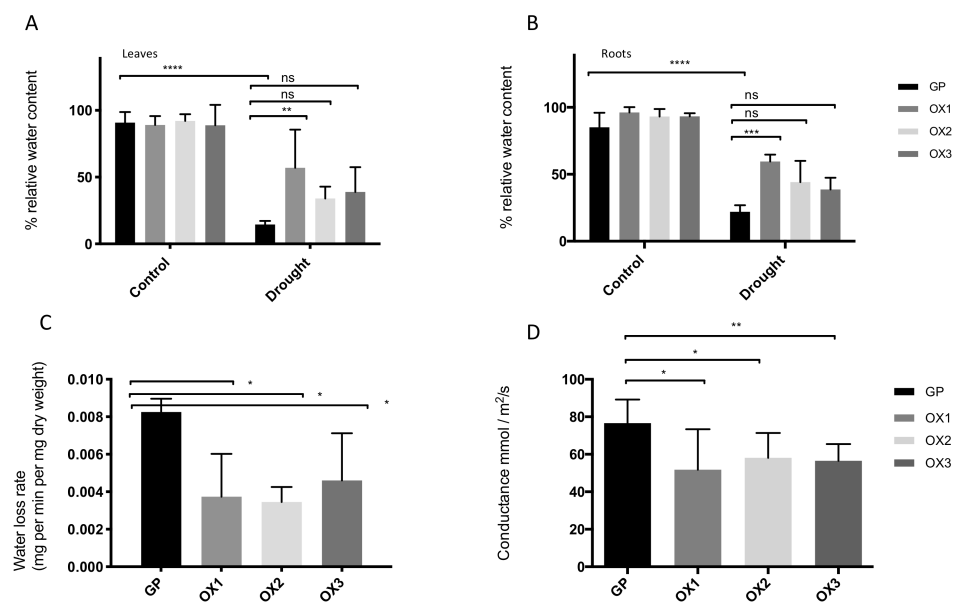 A
Leaves
% relative water content
100
50
0
****
ns
ns
**
Control
Drought
B
Roots
% relative water content
100
50
0
****
ns
ns
***
Control
Drought
GP
OX1
OX2
OX3
C
Water loss rate
(mg per min per mg dry weight)
0.010
0.008
0.006
0.004
0.002
0.000
*
*
*
GP
OX1
OX2
OX3
D
Conductance mmol / m²/s
100
80
60
40
20
0
**
*
*
GP
OX1
OX2
OX3
GP
OX1
OX2
OX3